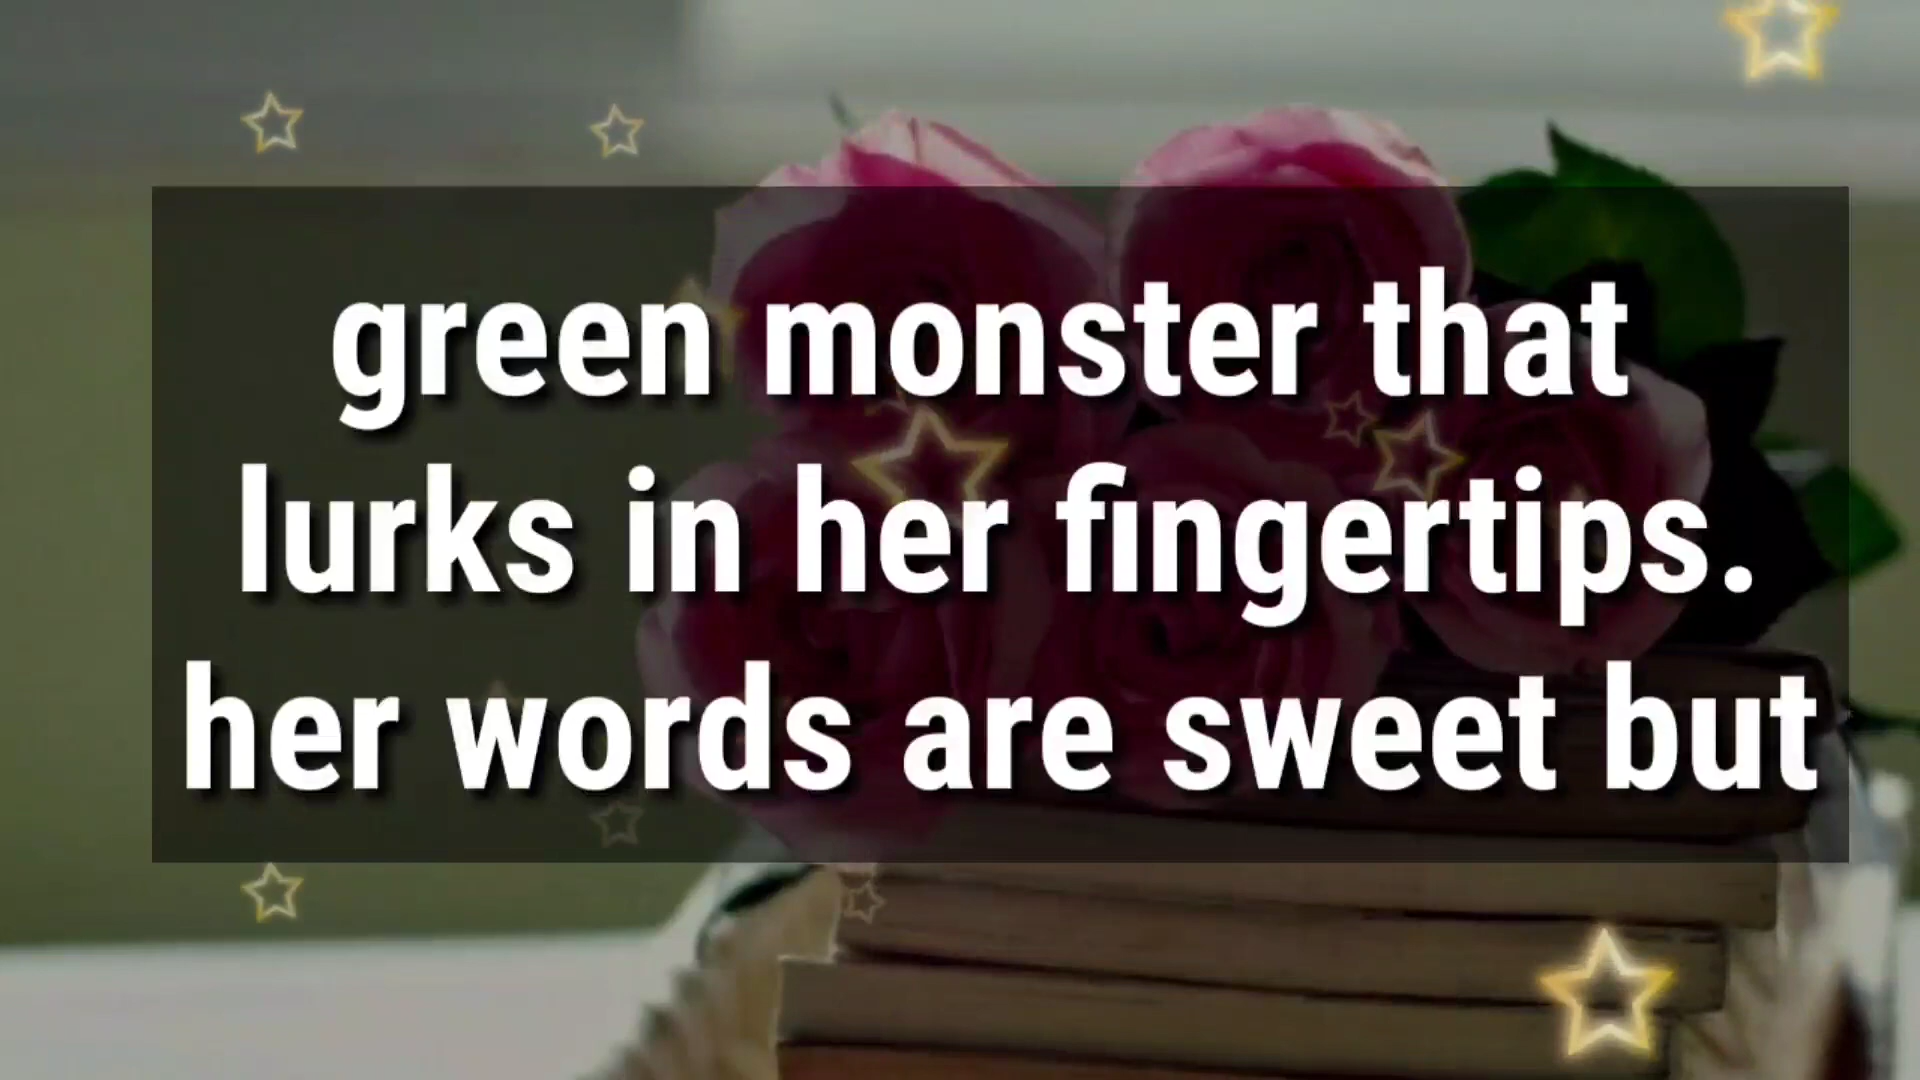 green monster that
lurks in her fingertips.
her words are sweet but